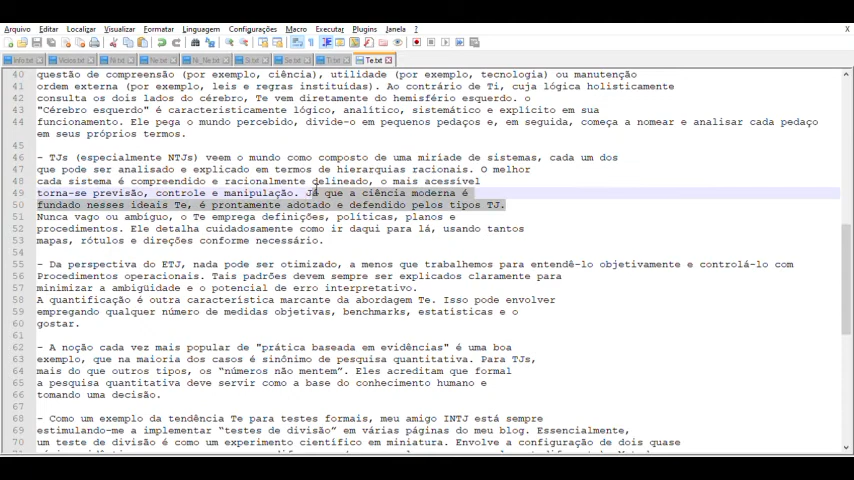 Arquivo Editar Localizar Visualizar Formatar Linguagem Configurações Macro Executar Plugins Janela ? X
Info.txt Vicios.txt Ni.txt Ne.txt Ni_Ne.txt Si.txt Se.txt Ti.txt Te.txt
40 questão de compreensão (por exemplo, ciência), utilidade (por exemplo, tecnologia) ou manutenção
41 ordem externa (por exemplo, leis e regras instituídas). Ao contrário de Ti, cuja lógica holisticamente
42 consulta os dois lados do cérebro, Te vem diretamente do hemisfério esquerdo. o
43 "Cérebro esquerdo" é caracteristicamente lógico, analítico, sistemático e explícito em sua
44 funcionamento. Ele pega o mundo percebido, divide-o em pequenos pedaços e, em seguida, começa a nomear e analisar cada pedaço
em seus próprios termos.
45
46 - TJs (especialmente NTJs) veem o mundo como composto de uma miríade de sistemas, cada um dos
47 que pode ser analisado e explicado em termos de hierarquias racionais. O melhor
48 cada sistema é compreendido e racionalmente delineado, o mais acessível
49 torna-se previsão, controle e manipulação. Já que a ciência moderna é
50 fundado nesses ideais Te, é prontamente adotado e defendido pelos tipos TJ.
51 Nunca vago ou ambíguo, o Te emprega definições, políticas, planos e
52 procedimentos. Ele detalha cuidadosamente como ir daqui para lá, usando tantos
53 mapas, rótulos e direções conforme necessário.
54
55 - Da perspectiva do ETJ, nada pode ser otimizado, a menos que trabalhemos para entendê-lo objetivamente e controlá-lo com
56 Procedimentos operacionais. Tais padrões devem sempre ser explicados claramente para
57 minimizar a ambigüidade e o potencial de erro interpretativo.
58 A quantificação é outra característica marcante da abordagem Te. Isso pode envolver
59 empregando qualquer número de medidas objetivas, benchmarks, estatísticas e o
60 gostar.
61
62 - A noção cada vez mais popular de "prática baseada em evidências" é uma boa
63 exemplo, que na maioria dos casos é sinônimo de pesquisa quantitativa. Para TJs,
64 mais do que outros tipos, os “números não mentem”. Eles acreditam que formal
65 a pesquisa quantitativa deve servir como a base do conhecimento humano e
66 tomando uma decisão.
67
68 - Como um exemplo da tendência Te para testes formais, meu amigo INTJ está sempre
69 estimulando-me a implementar “testes de divisão” em várias páginas do meu blog. Essencialmente,
70 um teste de divisão é como um experimento científico em miniatura. Envolve a configuração de dois quase